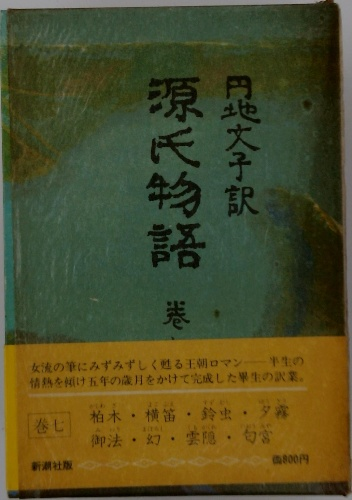 円地文子訳
源氏物語
巻
女流の筆にみずみずしく甦る王朝ロマン——半生の
情熱を傾け五年の歳月をかけて完成した畢生の訳業。
巻七
柏木・横笛・鈴虫・夕霧
御法・幻・雲隠・匂宮
新潮社版
価800円